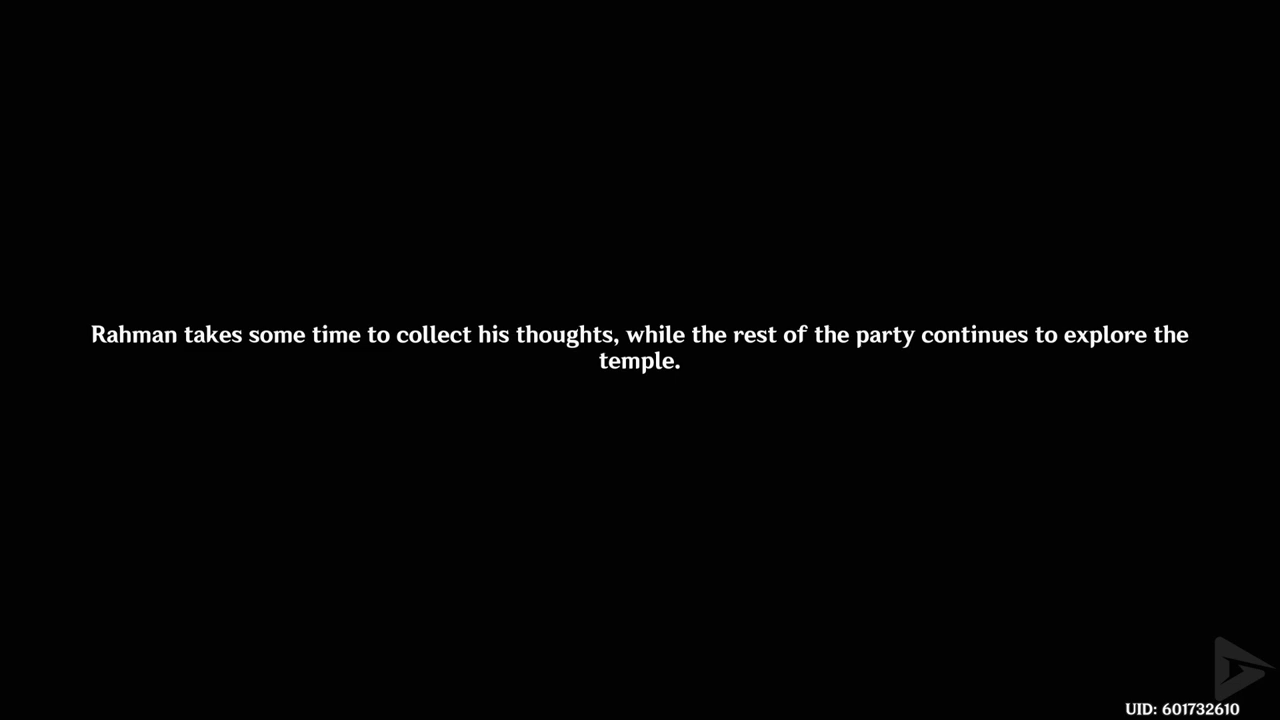 Rahman takes some time to collect his thoughts, while the rest of the party continues to explore the
temple.
UID: 601732610